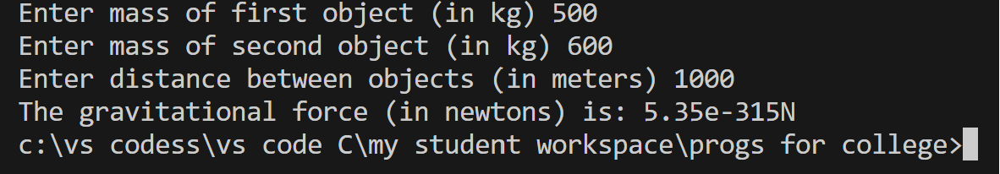 Enter mass of first object (in kg) 500
Enter mass of second object (in kg) 600
Enter distance between objects (in meters) 1000
The gravitational force (in newtons) is: 5.35e-315N
c:\vs codess\vs code C\my student workspace\progs for college>